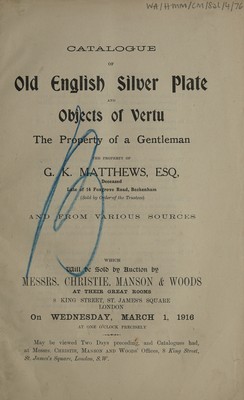 WA/HMM/CM/Sal/9/76
CATALOGUE
OF
Old English Silver Plate
AND
Objects of Vertu
The Property of a Gentleman
THE PROPERTY OF
G. K. MATTHEWS, ESQ,
Deceased
Late of 14 Foxgrove Road, Beckenham
(Sold by Order of the Trustees)
AND FROM VARIOUS SOURCES
WHICH
Will be Sold by Auction by
MESSRS. CHRISTIE, MANSON & WOODS
AT THEIR GREAT ROOMS
8 KING STREET, ST. JAMES'S SQUARE
LONDON
On WEDNESDAY, MARCH 1, 1916
AT ONE O'CLOCK PRECISELY
May be viewed Two Days preceding, and Catalogues had,
at Messrs. CHRISTIE, MANSON AND WOODS' Offices, 8 King Street,
St. James's Square, London, S.W.